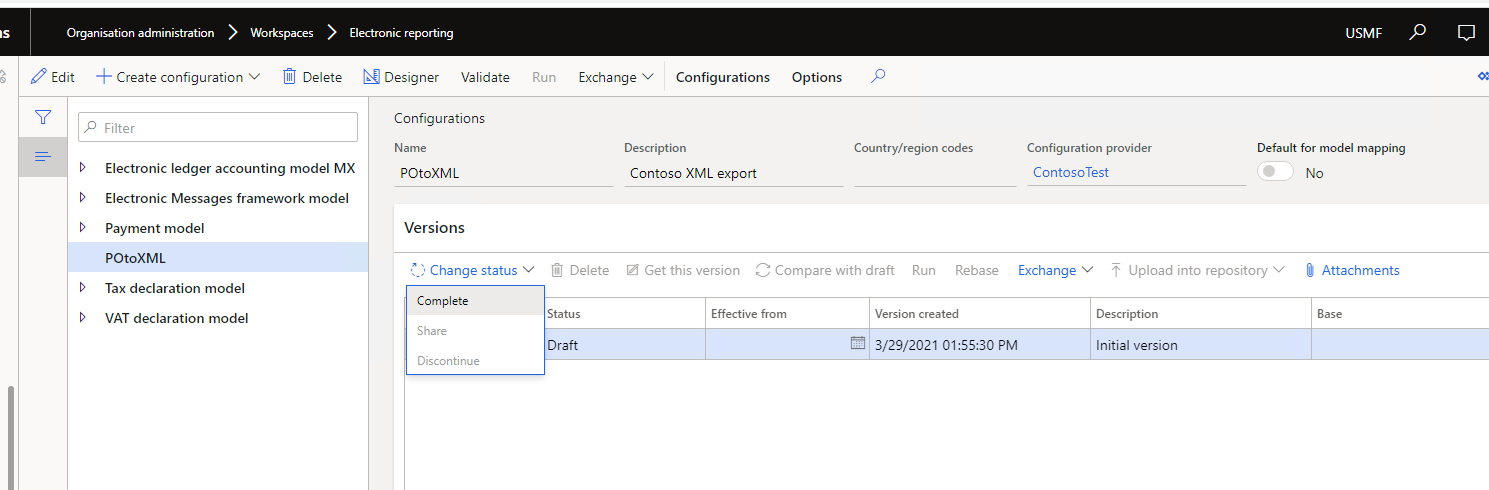 ns
Organisation administration > Workspaces > Electronic reporting USMF
Edit Create configuration Delete Designer Validate Run Exchange Configurations Options
Filter
Electronic ledger accounting model MX
Electronic Messages framework model
Payment model
POtoXML
Tax declaration model
VAT declaration model
Configurations
Name Description Country/region codes Configuration provider Default for model mapping
POtoXML Contoso XML export ContosoTest No
Versions
Change status Delete Get this version Compare with draft Run Rebase Exchange Upload into repository Attachments
Complete
Share
Discontinue
Status Effective from Version created Description Base
Draft 3/29/2021 01:55:30 PM Initial version